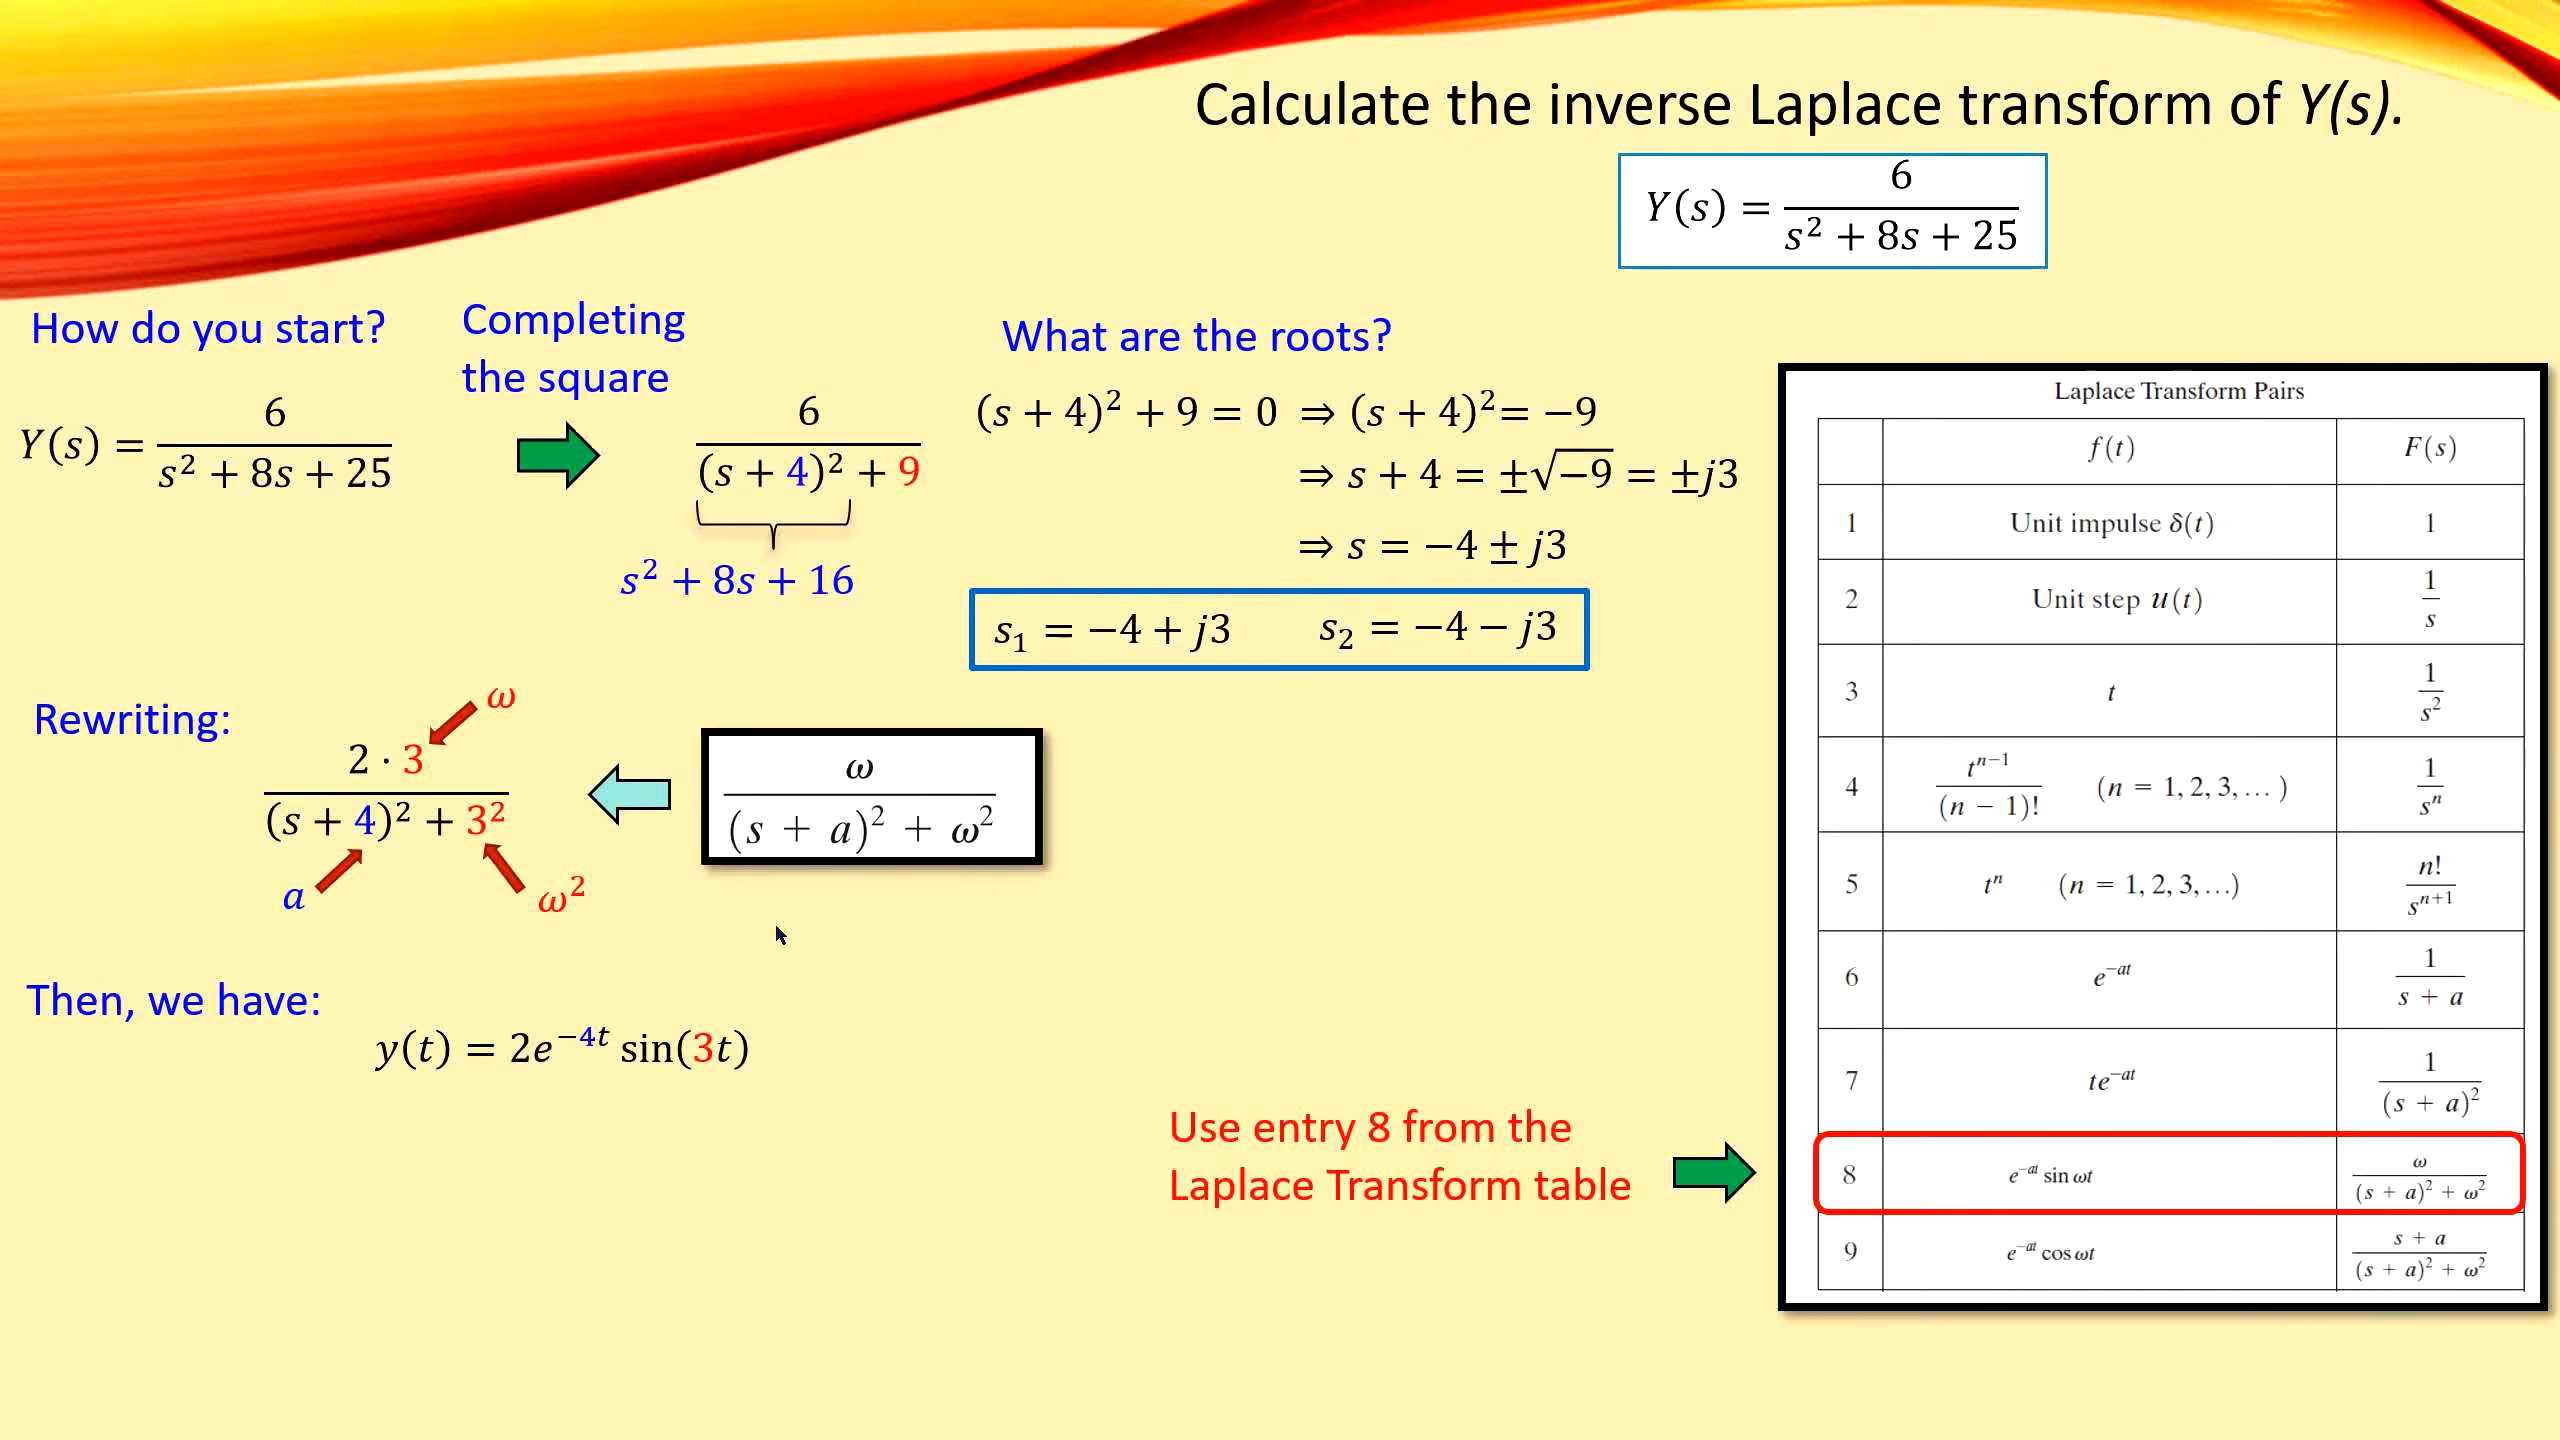 Calculate the inverse Laplace transform of Y(s).
Y(s) = 6 / (s² + 8s + 25)
How do you start?
Completing
the square
What are the roots?
Y(s) = 6 / (s² + 8s + 25)
6 / ((s + 4)² + 9)
s² + 8s + 16
(s + 4)² + 9 = 0 ⇒ (s + 4)² = −9
⇒ s + 4 = ±√−9 = ±j3
⇒ s = −4 ± j3
s₁ = −4 + j3 s₂ = −4 − j3
Rewriting:
ω
2 · 3 / ((s + 4)² + 3²)
a
ω²
ω / ((s + a)² + ω²)
Then, we have:
y(t) = 2e⁻⁴ᵗ sin(3t)
Use entry 8 from the
Laplace Transform table
Laplace Transform Pairs
f(t) F(s)
1 Unit impulse δ(t) 1
2 Unit step u(t) 1/s
3 t 1/s²
4 tⁿ⁻¹/(n − 1)! (n = 1, 2, 3, … ) 1/sⁿ
5 tⁿ (n = 1, 2, 3, …) n!/sⁿ⁺¹
6 e⁻ᵃᵗ 1/(s + a)
7 te⁻ᵃᵗ 1/(s + a)²
8 e⁻ᵃᵗ sin ωt ω/((s + a)² + ω²)
9 e⁻ᵃᵗ cos ωt (s + a)/((s + a)² + ω²)